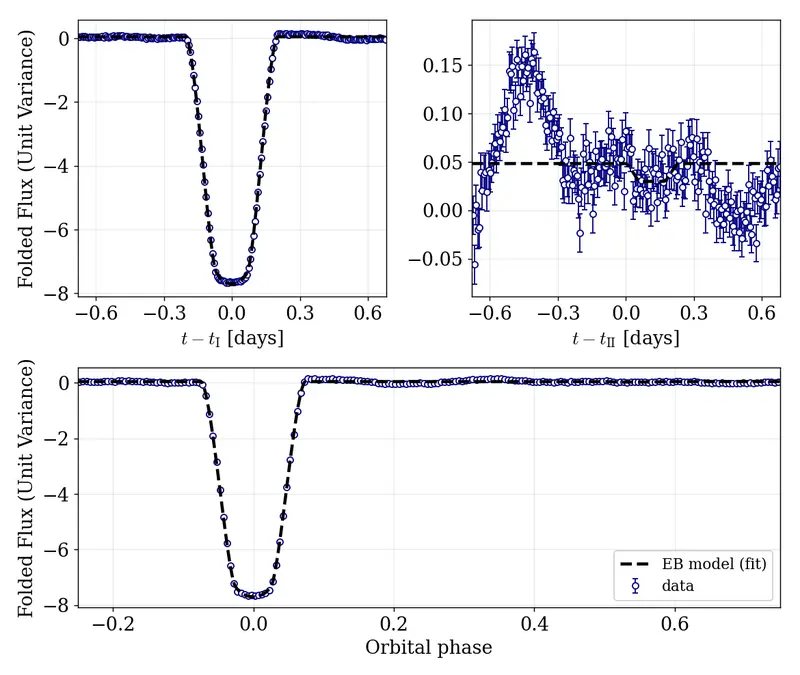 Folded Flux (Unit Variance)
0
−2
−4
−6
−8
−0.6 −0.3 0.0 0.3 0.6
t − tI [days]
0.15
0.10
0.05
0.00
−0.05
−0.6 −0.3 0.0 0.3 0.6
t − tII [days]
Folded Flux (Unit Variance)
0
−2
−4
−6
−8
EB model (fit)
data
−0.2 0.0 0.2 0.4 0.6
Orbital phase